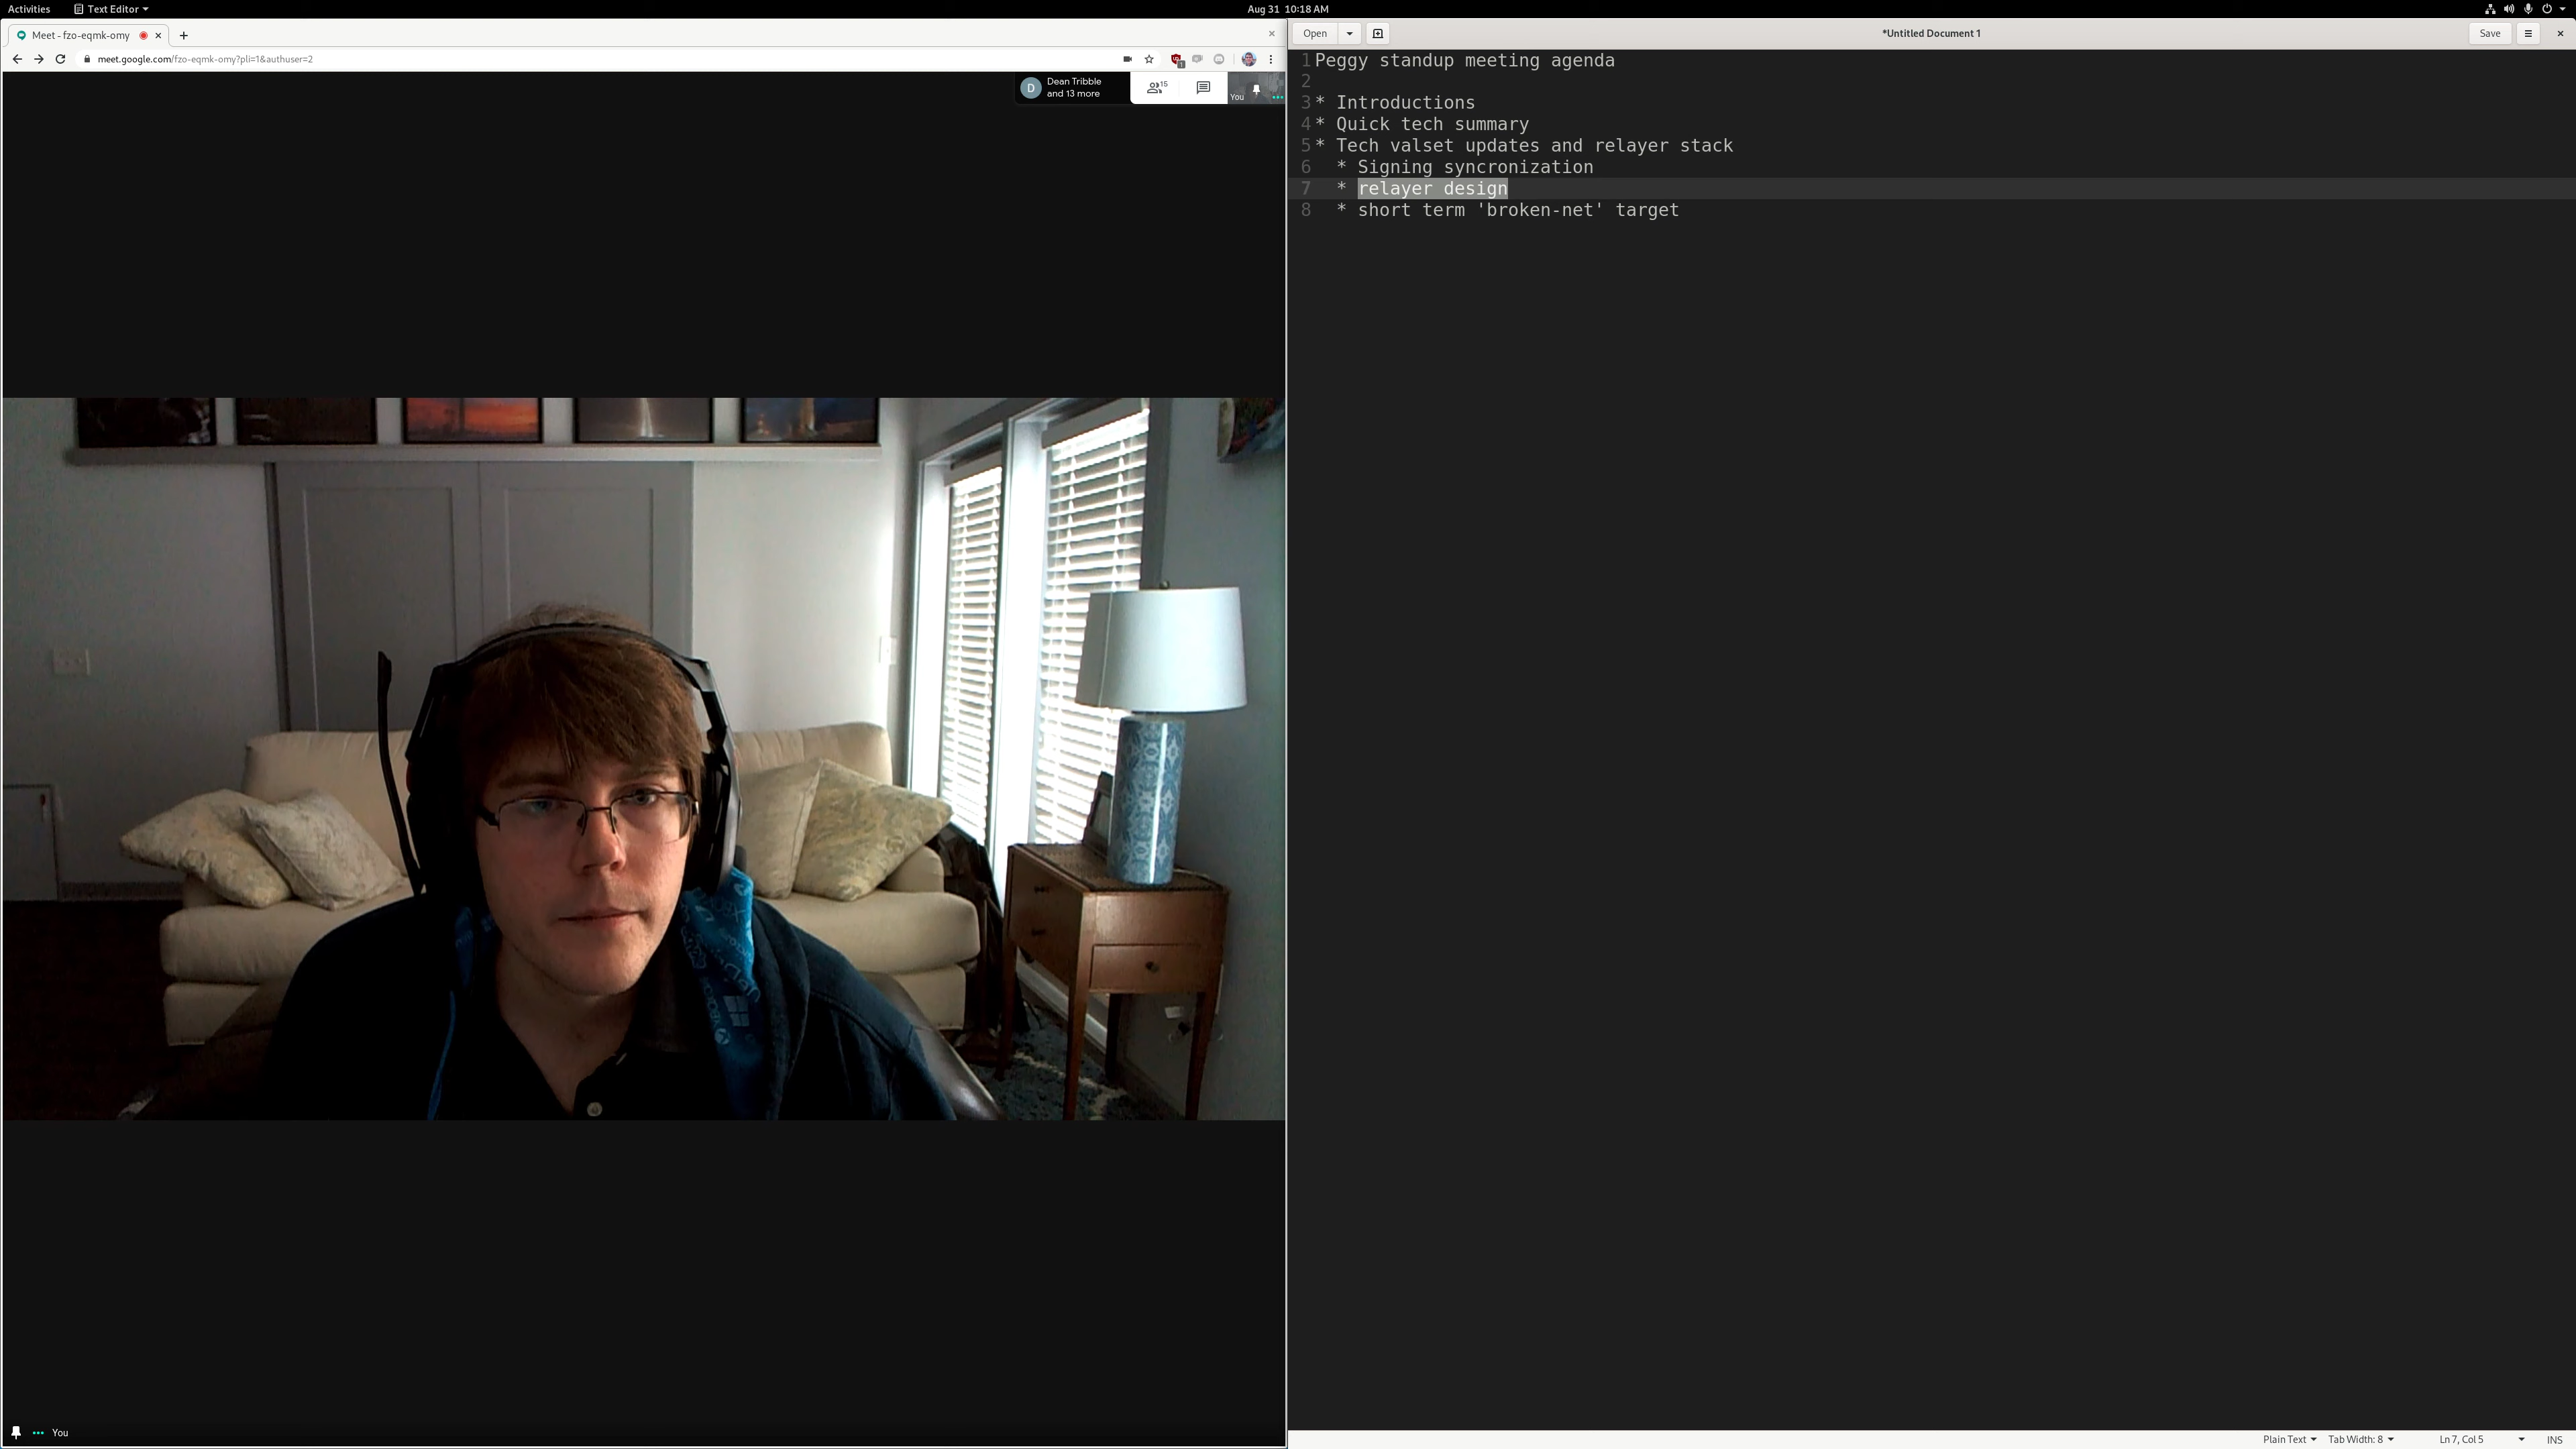 Activities
Text Editor
Aug 31 10:18 AM
Meet - fzo-eqmk-omy
meet.google.com/fzo-eqmk-omy?pli=1&authuser=2
1
D
Dean Tribble
and 13 more
15
You
XBOX
You
Open
*Untitled Document 1
Save
1 Peggy standup meeting agenda
2
3 * Introductions
4 * Quick tech summary
5 * Tech valset updates and relayer stack
6   * Signing syncronization
7   * relayer design
8   * short term 'broken-net' target
Plain Text
Tab Width: 8
Ln 7, Col 5
INS